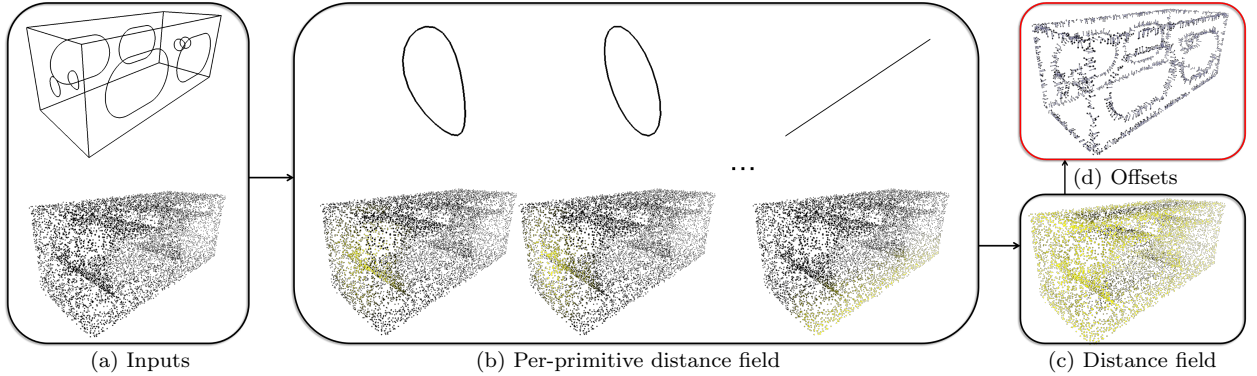 ...
(d) Offsets
(a) Inputs
(b) Per-primitive distance field
(c) Distance field